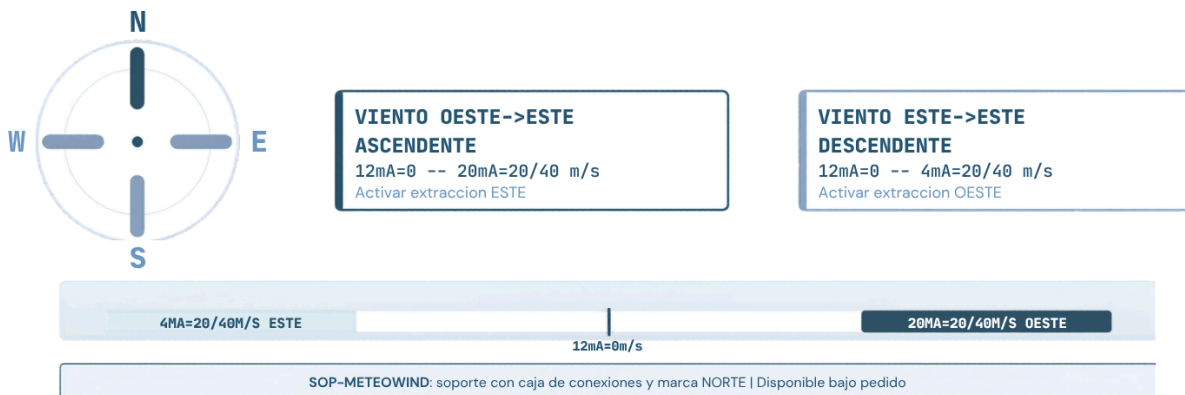 N
W
E
S
VIENTO OESTE->ESTE
ASCENDENTE
12mA=0 -- 20mA=20/40 m/s
Activar extraccion ESTE
VIENTO ESTE->ESTE
DESCENDENTE
12mA=0 -- 4mA=20/40 m/s
Activar extraccion OESTE
4MA=20/40M/S ESTE
20MA=20/40M/S OESTE
12mA=0m/s
SOP-METEOWIND: soporte con caja de conexiones y marca NORTE | Disponible bajo pedido